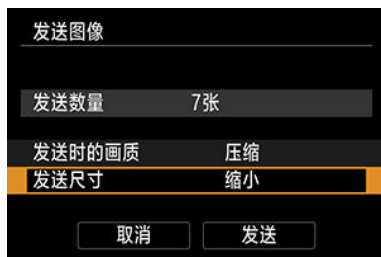 发送图像
发送数量 7张
发送时的画质 压缩
发送尺寸 缩小
取消 发送